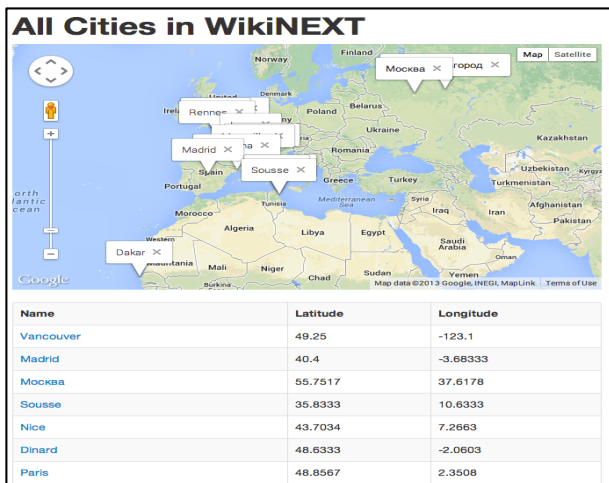 All Cities in WikiNEXT
Finland
Norway
Москва ×
город ×
Map
Satellite
Denmark
Rennes ×
Poland
Belarus
Ukraine
Kazakhstan
Madrid ×
Romania
Sousse ×
Spain
Portugal
Greece
Turkey
Uzbekistan
Turkmenistan
Mediterranean
Sea
Tunisia
Syria
Iraq
Iran
Afghanistan
Pakistan
Morocco
Algeria
Libya
Egypt
Saudi
Arabia
Oman
Western
Dakar ×
Mali
Niger
Chad
Sudan
Yemen
Burkina
Google
Map data ©2013 Google, INEGI, MapLink
Terms of Use
Name Latitude Longitude
Vancouver 49.25 -123.1
Madrid 40.4 -3.68333
Москва 55.7517 37.6178
Sousse 35.8333 10.6333
Nice 43.7034 7.2663
Dinard 48.6333 -2.0603
Paris 48.8567 2.3508